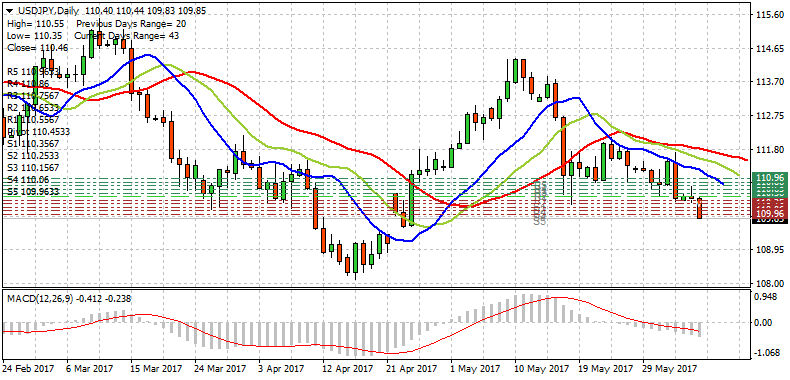 USDJPY,Daily 110.40 110.44 109.83 109.85
High= 110.55 Previous Days Range= 20
Low= 110.35 Current Days Range= 43
Close= 110.46
R5 110.9633
R4 110.86
R3 110.7567
R2 110.6533
R1 110.5567
Pivot 110.4533
S1 110.3567
S2 110.2533
S3 110.1567
S4 110.06
S5 109.9633
115.60
114.65
113.70
112.75
111.80
110.96
109.96
109.85
108.95
108.00
MACD(12,26,9) -0.412 -0.238
0.948
0.00
-1.068
24 Feb 2017 6 Mar 2017 15 Mar 2017 24 Mar 2017 3 Apr 2017 12 Apr 2017 21 Apr 2017 1 May 2017 10 May 2017 19 May 2017 29 May 2017